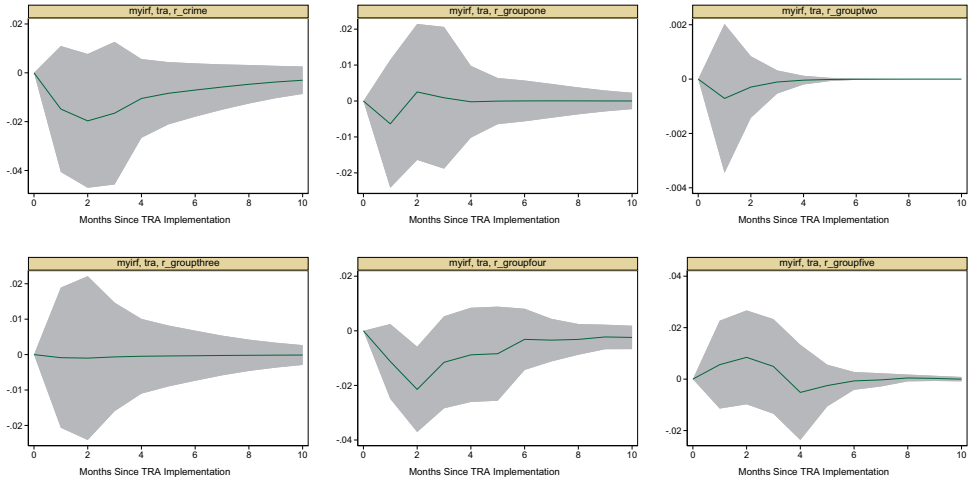 myirf, tra, r_crime
.02
0
-.02
-.04
0 2 4 6 8 10
Months Since TRA Implementation
myirf, tra, r_groupone
.02
.01
0
-.01
-.02
0 2 4 6 8 10
Months Since TRA Implementation
myirf, tra, r_grouptwo
.002
.000
-.002
-.004
0 2 4 6 8 10
Months Since TRA Implementation
myirf, tra, r_groupthree
.02
.01
0
-.01
-.02
0 2 4 6 8 10
Months Since TRA Implementation
myirf, tra, r_groupfour
.02
0
-.02
-.04
0 2 4 6 8 10
Months Since TRA Implementation
myirf, tra, r_groupfive
.04
.02
0
-.02
0 2 4 6 8 10
Months Since TRA Implementation